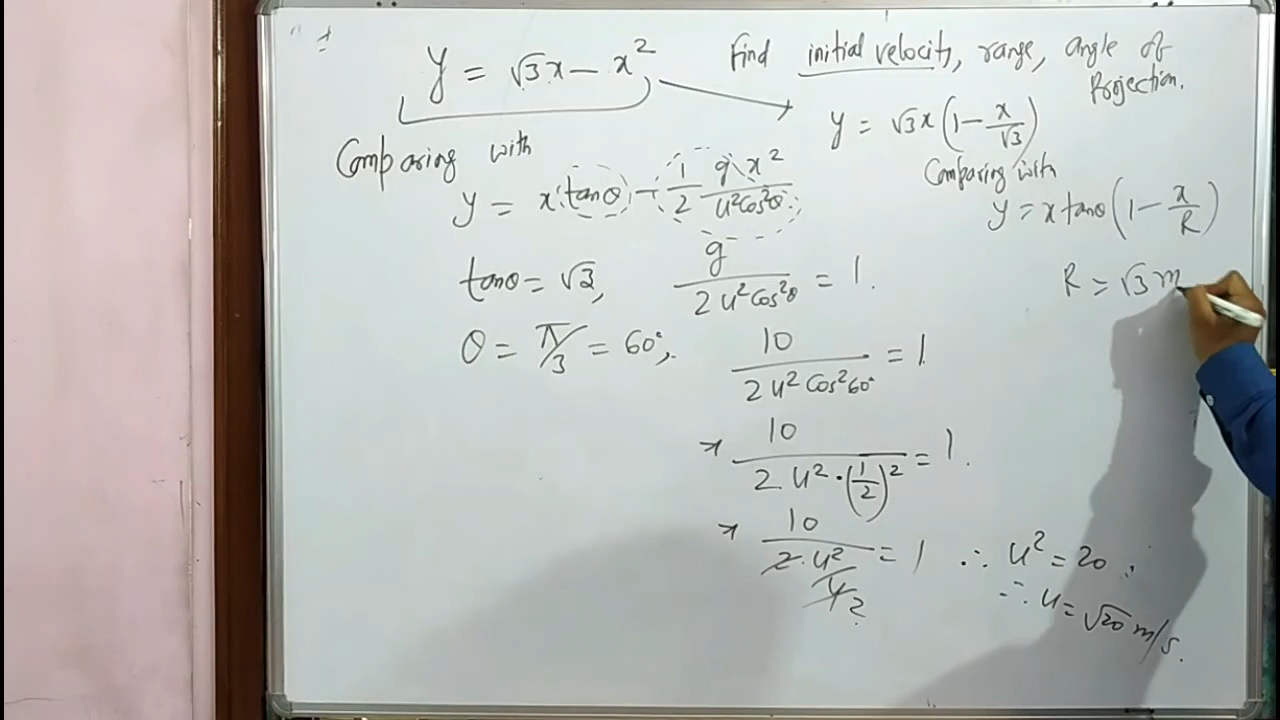 y = √3x − x²
Find initial velocity, range, angle of
Projection.
y = √3x(1 − x/√3)
Comparing with
Comparing with
y = x tanθ − 1/2 gx²/u²cos²θ
y = x tanθ(1 − x/R)
tanθ = √3,
g/2u²cos²θ = 1.
R = √3 m
θ = π/3 = 60°,
10/2u²cos²60° = 1
10/2.u²·(1/2)² = 1.
10/2.u²/4 2 = 1 ∴ u² = 20
∴ u = √20 m/s.